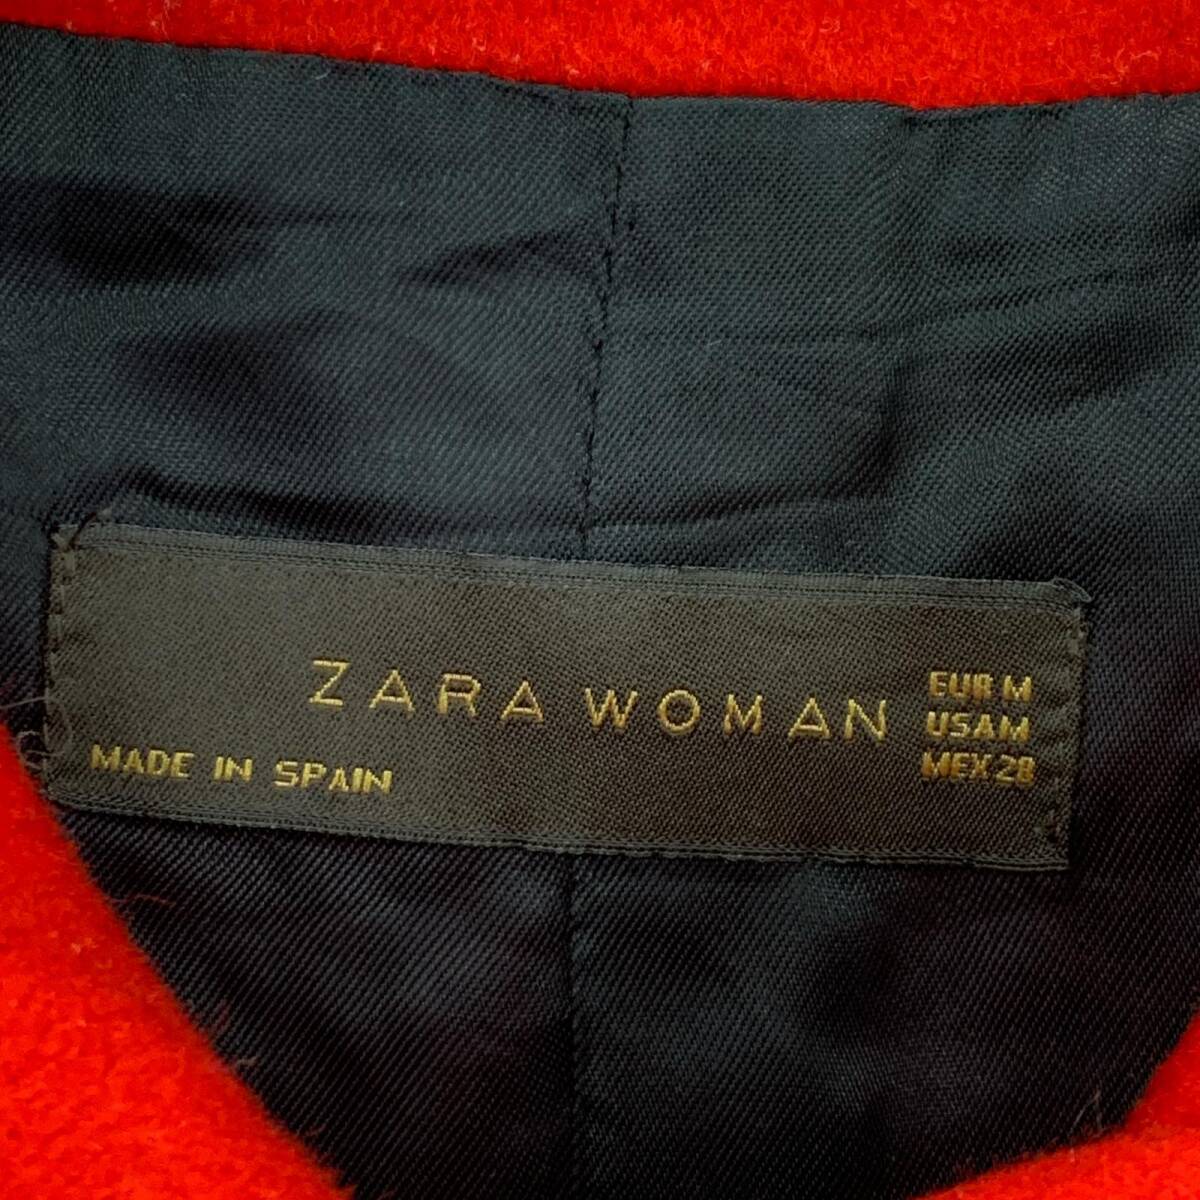 ZARA WOMAN
EUR M
USA M
MEX 28
MADE IN SPAIN